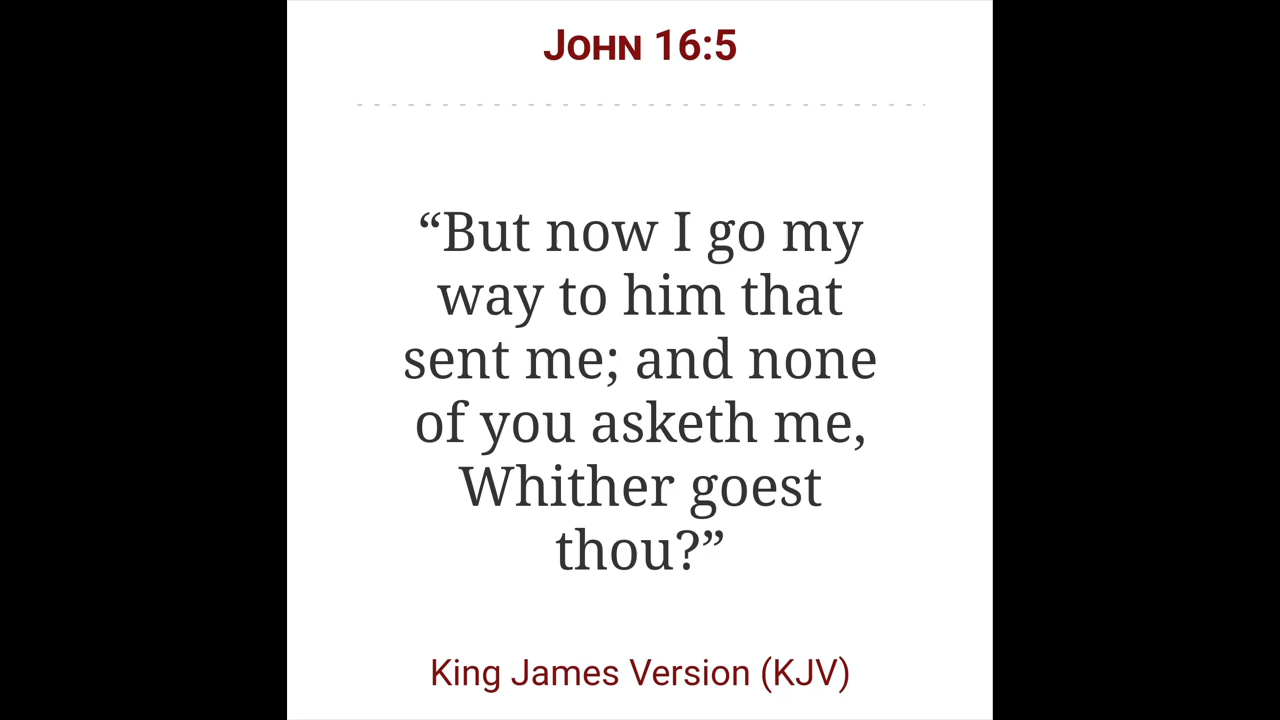 John 16:5
“But now I go my
way to him that
sent me; and none
of you asketh me,
Whither goest
thou?”
King James Version (KJV)